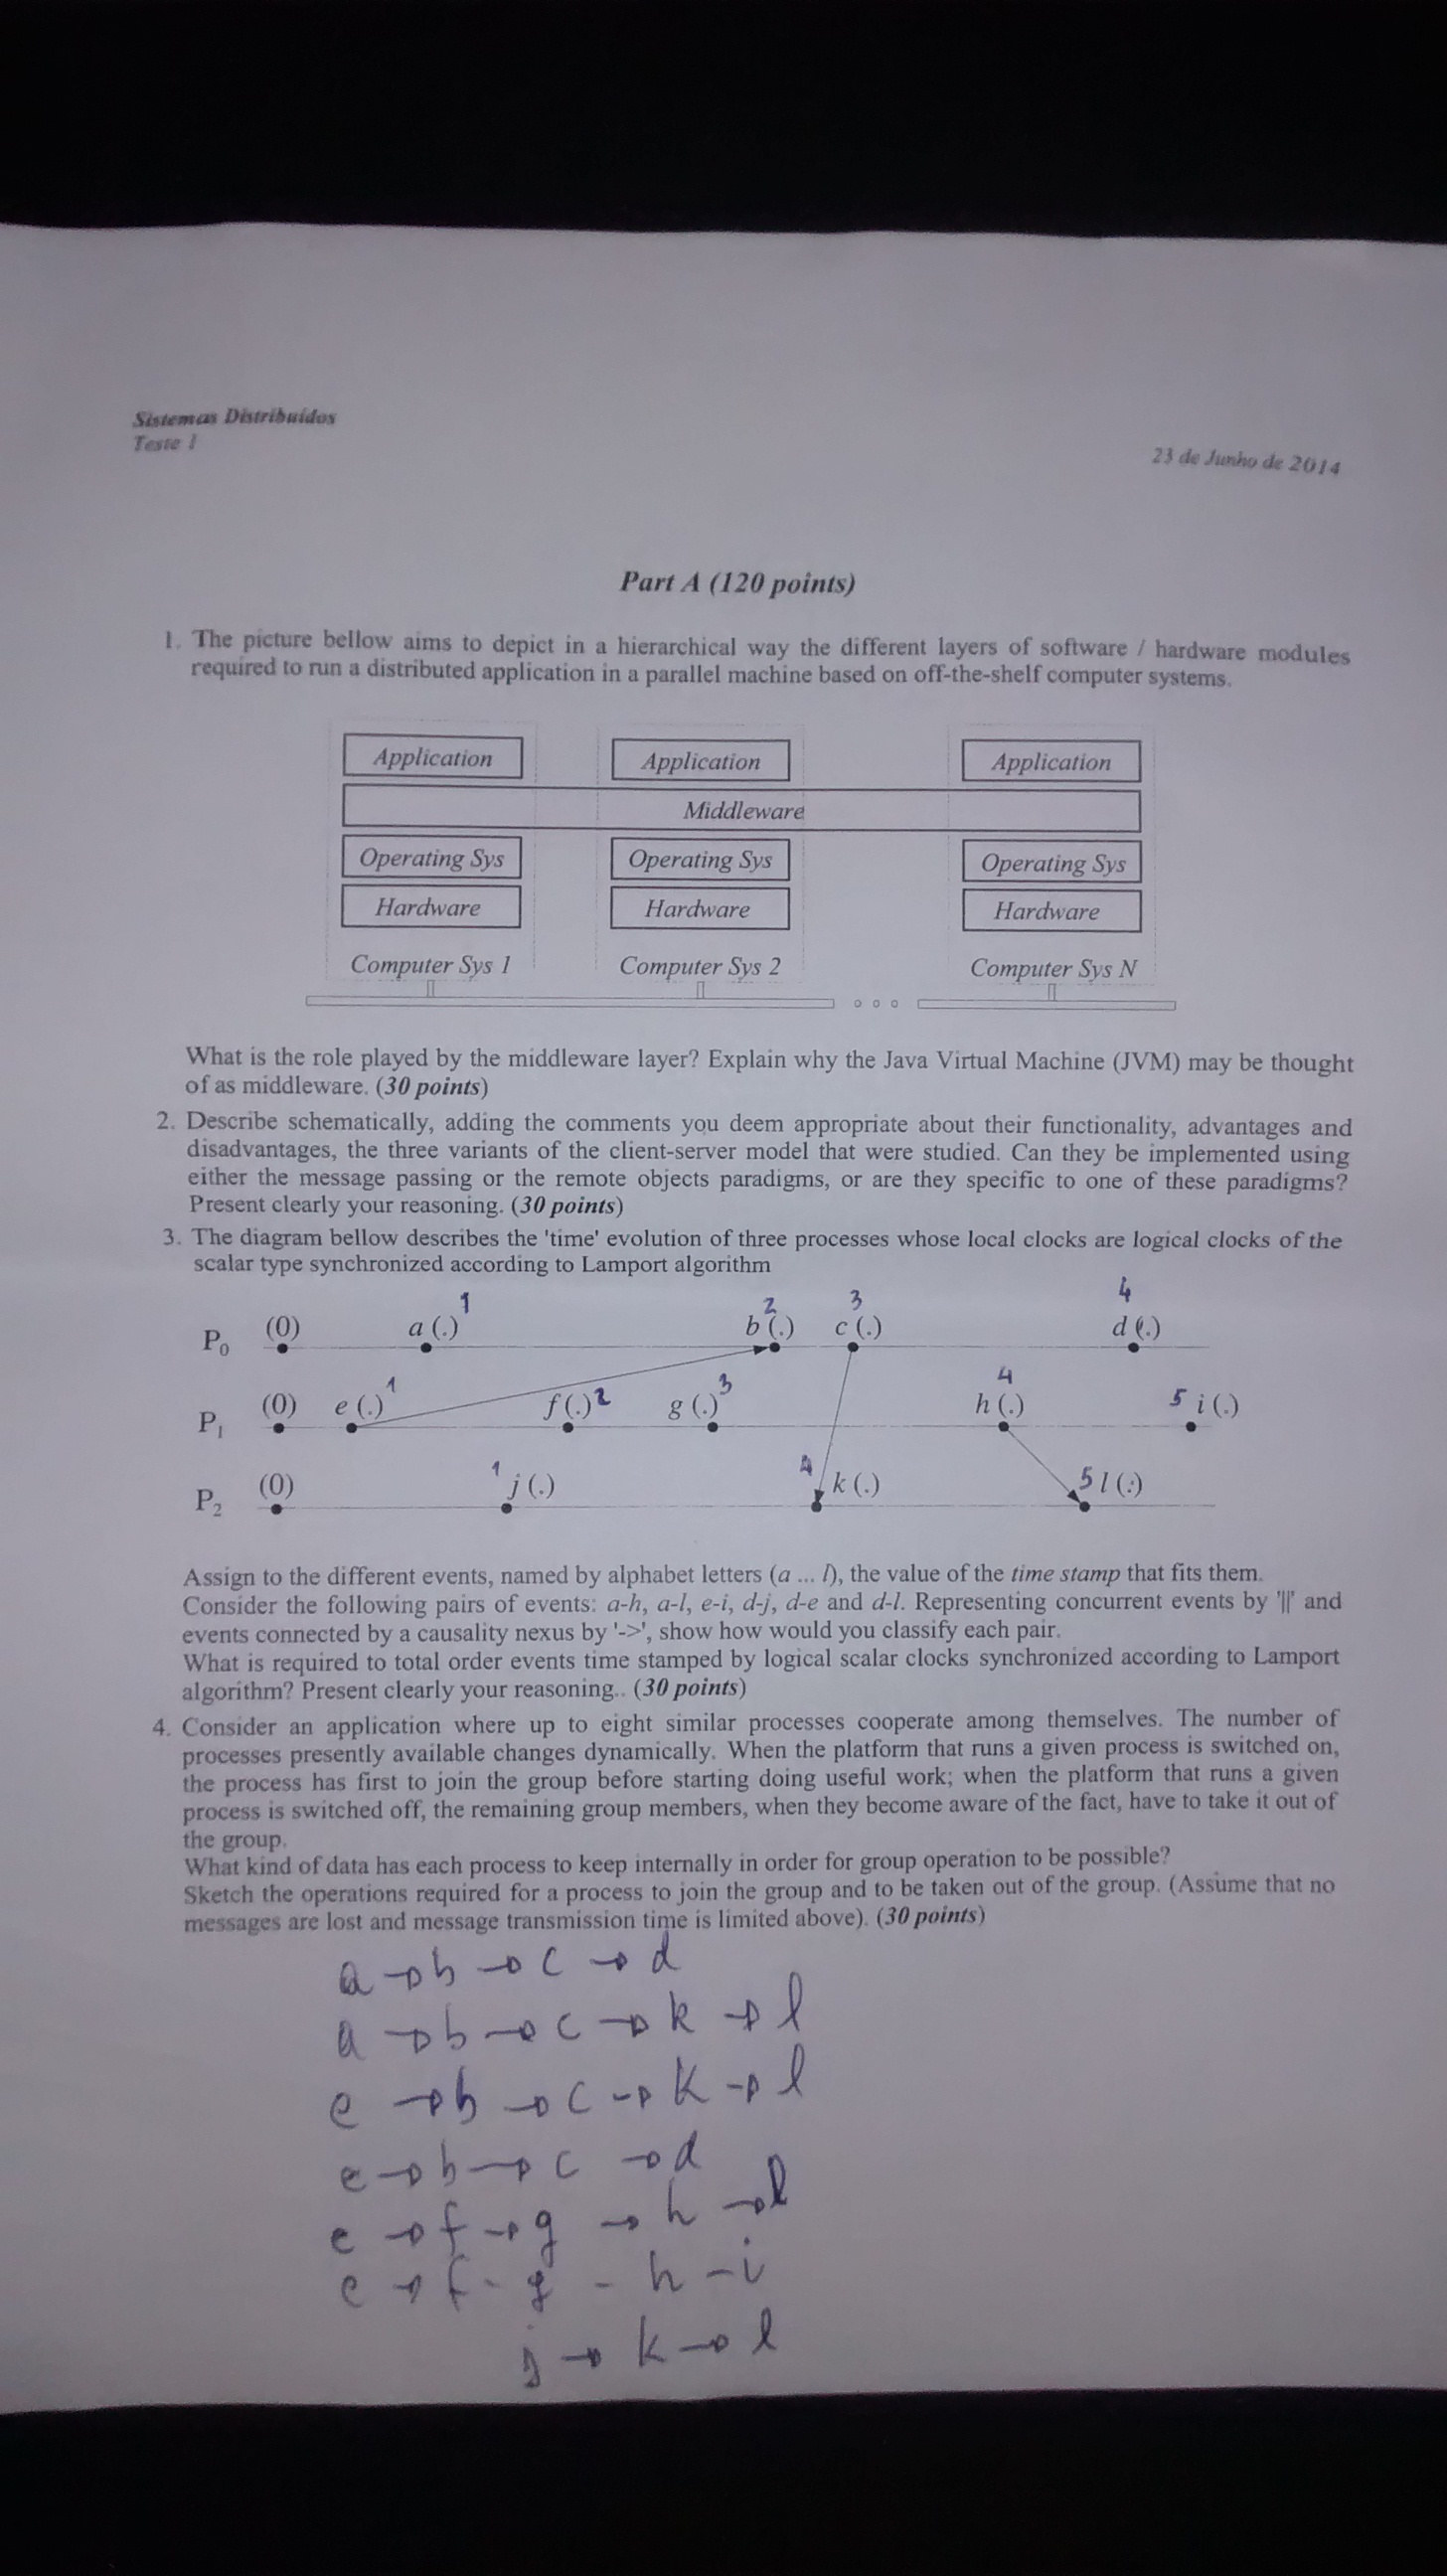 Sistemas Distribuídos
Teste 1
23 de Junho de 2014
Part A (120 points)
1. The picture bellow aims to depict in a hierarchical way the different layers of software / hardware modules
required to run a distributed application in a parallel machine based on off-the-shelf computer systems.
Application Application Application
Middleware
Operating Sys Operating Sys Operating Sys
Hardware Hardware Hardware
Computer Sys 1 Computer Sys 2 Computer Sys N
What is the role played by the middleware layer? Explain why the Java Virtual Machine (JVM) may be thought
of as middleware. (30 points)
2. Describe schematically, adding the comments you deem appropriate about their functionality, advantages and
disadvantages, the three variants of the client-server model that were studied. Can they be implemented using
either the message passing or the remote objects paradigms, or are they specific to one of these paradigms?
Present clearly your reasoning. (30 points)
3. The diagram bellow describes the 'time' evolution of three processes whose local clocks are logical clocks of the
scalar type synchronized according to Lamport algorithm
1 2 3 4
P0 (0) a (.) b (.) c (.) d (.)
1 2 3 4 5
P1 (0) e (.) f (.) g (.) h (.) i (.)
1 4 5
P2 (0) j (.) k (.) l (.)
Assign to the different events, named by alphabet letters (a ... l), the value of the time stamp that fits them.
Consider the following pairs of events: a-h, a-l, e-i, d-j, d-e and d-l. Representing concurrent events by '||' and
events connected by a causality nexus by '->', show how would you classify each pair.
What is required to total order events time stamped by logical scalar clocks synchronized according to Lamport
algorithm? Present clearly your reasoning.. (30 points)
4. Consider an application where up to eight similar processes cooperate among themselves. The number of
processes presently available changes dynamically. When the platform that runs a given process is switched on,
the process has first to join the group before starting doing useful work; when the platform that runs a given
process is switched off, the remaining group members, when they become aware of the fact, have to take it out of
the group.
What kind of data has each process to keep internally in order for group operation to be possible?
Sketch the operations required for a process to join the group and to be taken out of the group. (Assume that no
messages are lost and message transmission time is limited above). (30 points)
a → b → c → d
a → b → c → k → l
e → b → c → k → l
e → b → c → d
e → f → g → h → l
e → f - g - h - i
j → k → l